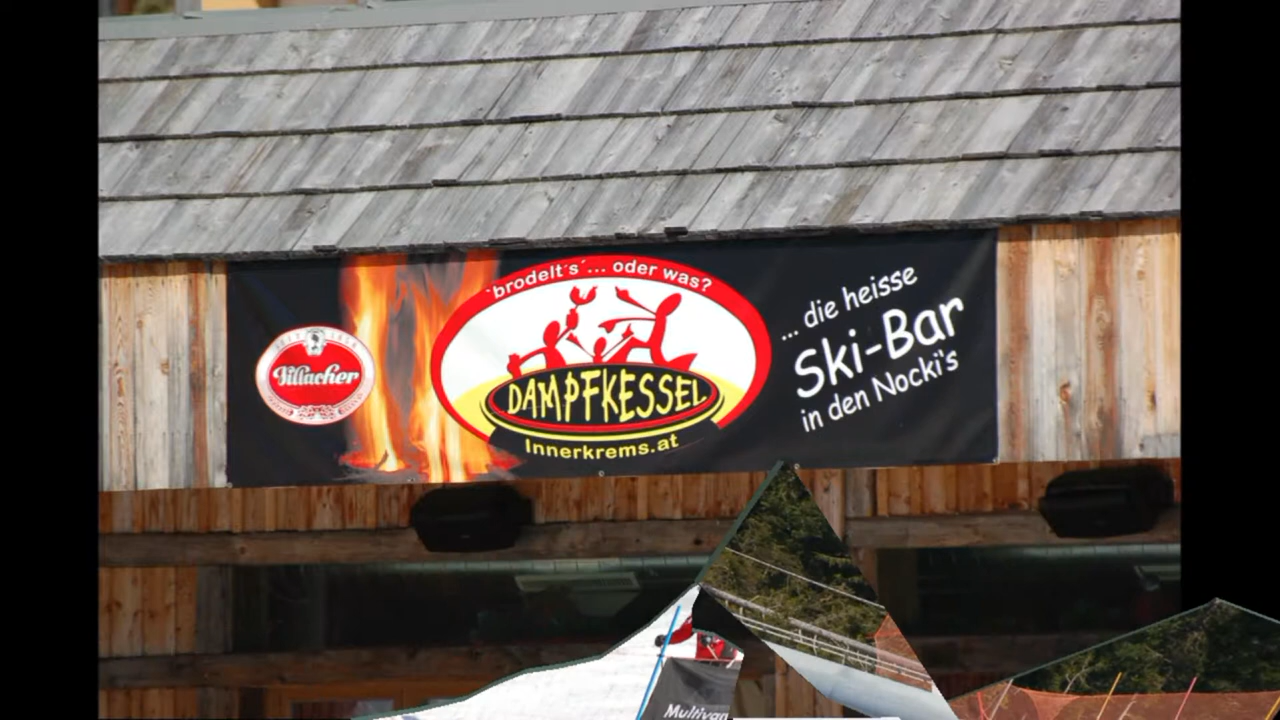 Villacher
´brodelt's´... oder was?
DAMPFKESSEL
Innerkrems.at
... die heisse
Ski-Bar
in den Nocki's
Multivan